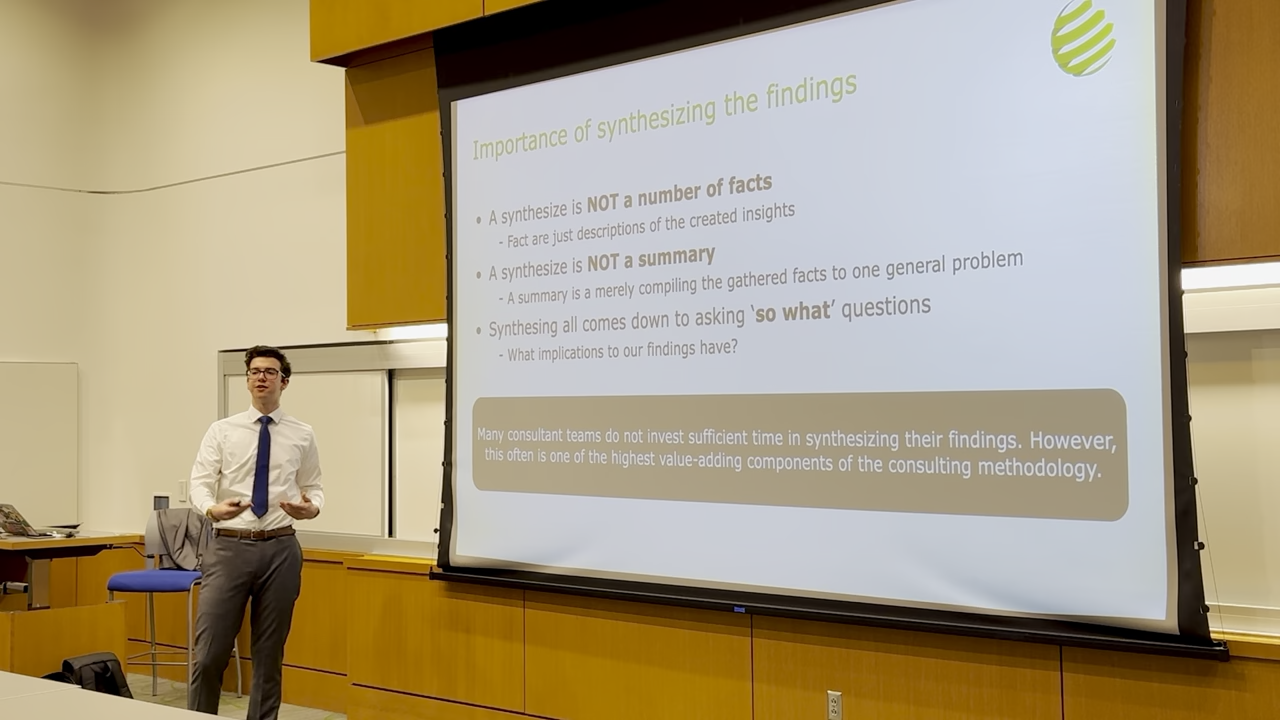 Importance of synthesizing the findings
• A synthesize is NOT a number of facts
- Fact are just descriptions of the created insights
• A synthesize is NOT a summary
- A summary is a merely compiling the gathered facts to one general problem
• Synthesing all comes down to asking ‘so what’ questions
- What implications to our findings have?
Many consultant teams do not invest sufficient time in synthesizing their findings. However,
this often is one of the highest value-adding components of the consulting methodology.